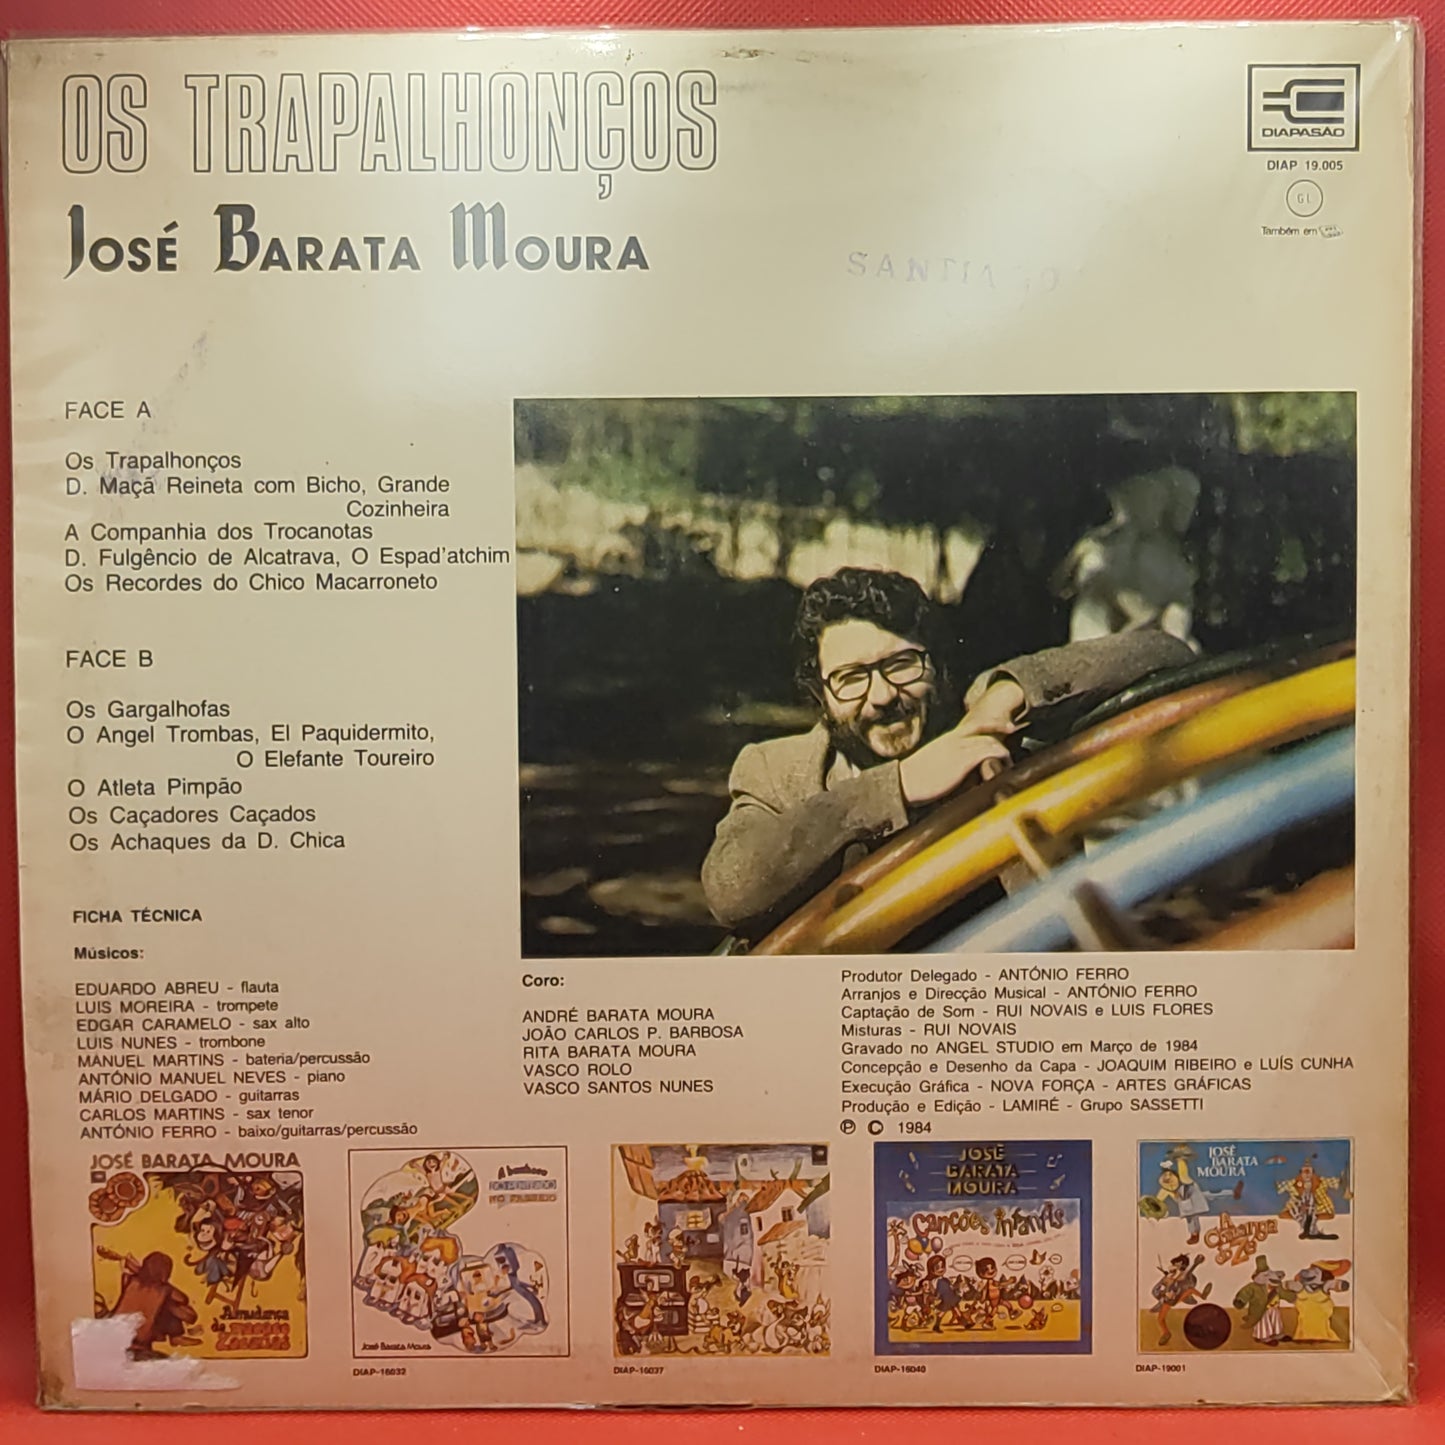 OS TRAPALHONÇOS
JOSÉ BARATA MOURA
DIAPASÃO
DIAP 19.005
GL
Também em
FACE A
Os Trapalhonços
D. Maçã Reineta com Bicho, Grande
Cozinheira
A Companhia dos Trocanotas
D. Fulgêncio de Alcatrava, O Espad'atchim
Os Recordes do Chico Macarroneto
FACE B
Os Gargalhofas
O Angel Trombas, El Paquidermito,
O Elefante Toureiro
O Atleta Pimpão
Os Caçadores Caçados
Os Achaques da D. Chica
FICHA TÉCNICA
Músicos:
EDUARDO ABREU - flauta
LUIS MOREIRA - trompete
EDGAR CARAMELO - sax alto
LUIS NUNES - trombone
MANUEL MARTINS - bateria/percussão
ANTÓNIO MANUEL NEVES - piano
MÁRIO DELGADO - guitarras
CARLOS MARTINS - sax tenor
ANTÓNIO FERRO - baixo/guitarras/percussão
Coro:
ANDRÉ BARATA MOURA
JOÃO CARLOS P. BARBOSA
RITA BARATA MOURA
VASCO ROLO
VASCO SANTOS NUNES
Produtor Delegado - ANTÓNIO FERRO
Arranjos e Direcção Musical - ANTÓNIO FERRO
Captação de Som - RUI NOVAIS e LUIS FLORES
Misturas - RUI NOVAIS
Gravado no ANGEL STUDIO em Março de 1984
Concepção e Desenho da Capa - JOAQUIM RIBEIRO e LUÍS CUNHA
Execução Gráfica - NOVA FORÇA - ARTES GRÁFICAS
Produção e Edição - LAMIRÉ - Grupo SASSETTI
℗ © 1984
JOSÉ BARATA MOURA
A mudança
do
José Barata Moura
DIAP-16032
DIAP-16037
JOSÉ
BARATA
MOURA
Canções infantis
DIAP-16040
JOSÉ
BARATA
MOURA
DIAP-19001